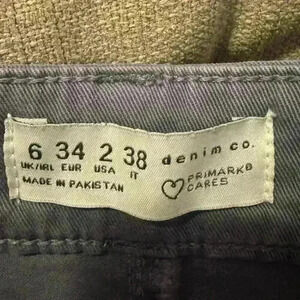 6 34 2 38 denim co.
UK/IRL EUR USA IT
MADE IN PAKISTAN
PRIMARK®
CARES